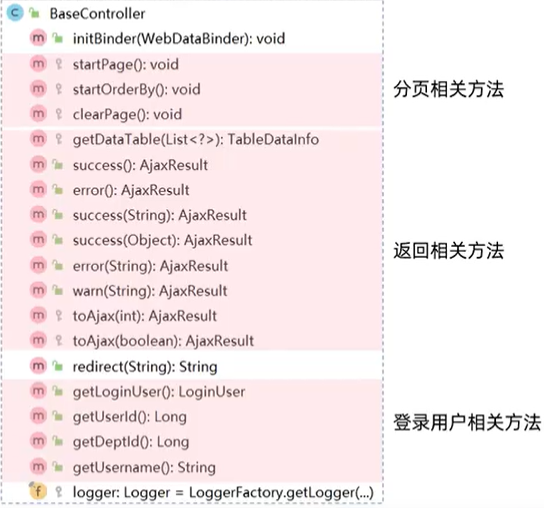 BaseController
initBinder(WebDataBinder): void
startPage(): void
startOrderBy(): void
clearPage(): void
分页相关方法
getDataTable(List<?>): TableDataInfo
success(): AjaxResult
error(): AjaxResult
success(String): AjaxResult
success(Object): AjaxResult
error(String): AjaxResult
warn(String): AjaxResult
toAjax(int): AjaxResult
toAjax(boolean): AjaxResult
返回相关方法
redirect(String): String
getLoginUser(): LoginUser
getUserId(): Long
getDeptId(): Long
getUsername(): String
登录用户相关方法
logger: Logger = LoggerFactory.getLogger(...)